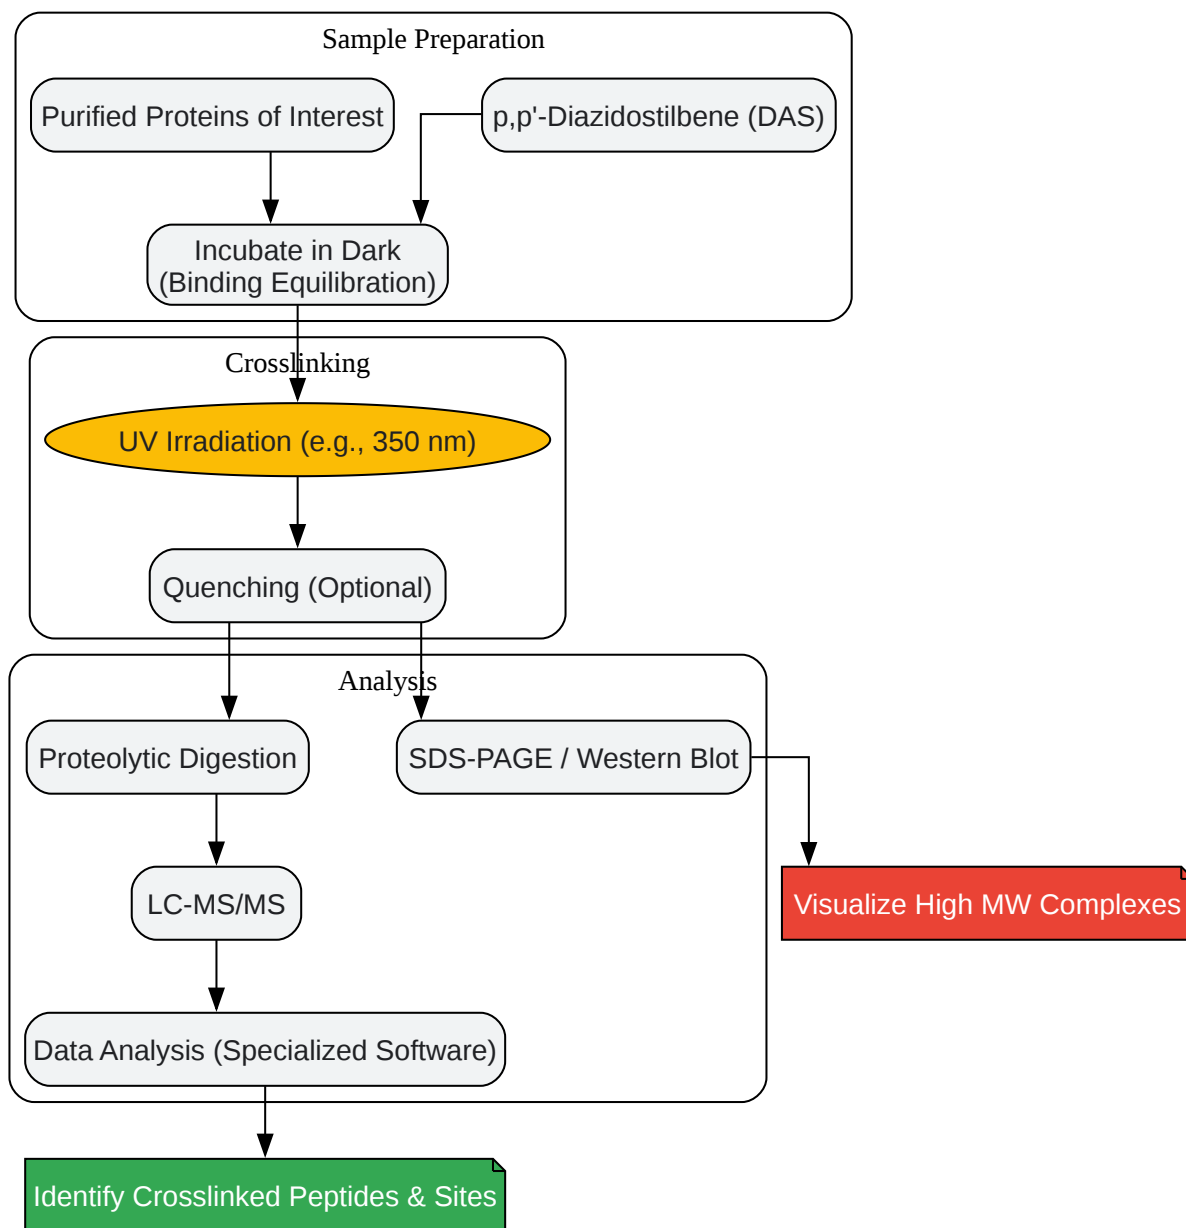 Sample Preparation
Purified Proteins of Interest
p,p'-Diazidostilbene (DAS)
Incubate in Dark
(Binding Equilibration)
Crosslinking
UV Irradiation (e.g., 350 nm)
Quenching (Optional)
Analysis
Proteolytic Digestion
SDS-PAGE / Western Blot
LC-MS/MS
Visualize High MW Complexes
Data Analysis (Specialized Software)
Identify Crosslinked Peptides & Sites